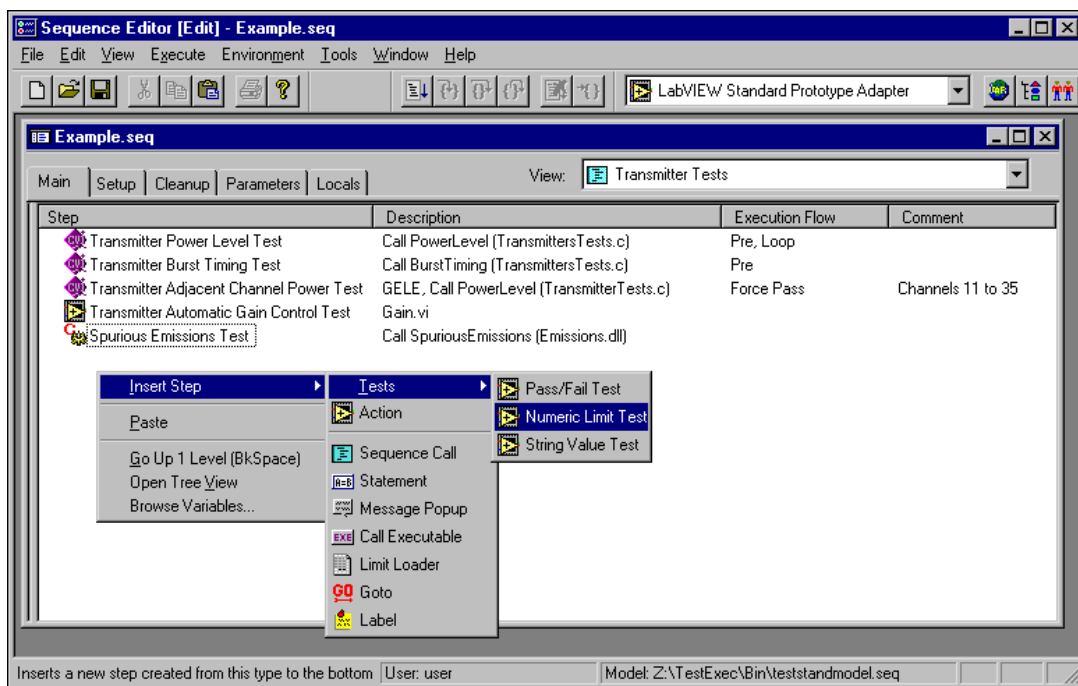 Sequence Editor [Edit] - Example.seq
File Edit View Execute Environment Tools Window Help
LabVIEW Standard Prototype Adapter
Example.seq
Main Setup Cleanup Parameters Locals View: Transmitter Tests
Step Description Execution Flow Comment
Transmitter Power Level Test Call PowerLevel (TransmittersTests.c) Pre, Loop
Transmitter Burst Timing Test Call BurstTiming (TransmittersTests.c) Pre
Transmitter Adjacent Channel Power Test GELE, Call PowerLevel (TransmitterTests.c) Force Pass Channels 11 to 35
Transmitter Automatic Gain Control Test Gain.vi
Spurious Emissions Test Call SpuriousEmissions (Emissions.dll)
Insert Step Tests Pass/Fail Test
Action Numeric Limit Test
Paste
String Value Test
Go Up 1 Level (BkSpace) Sequence Call
Open Tree View A=B Statement
Browse Variables... Message Popup
EXE Call Executable
Limit Loader
GO Goto
Label
Inserts a new step created from this type to the bottom User: user Model: Z:\TestExec\Bin\teststandmodel.seq